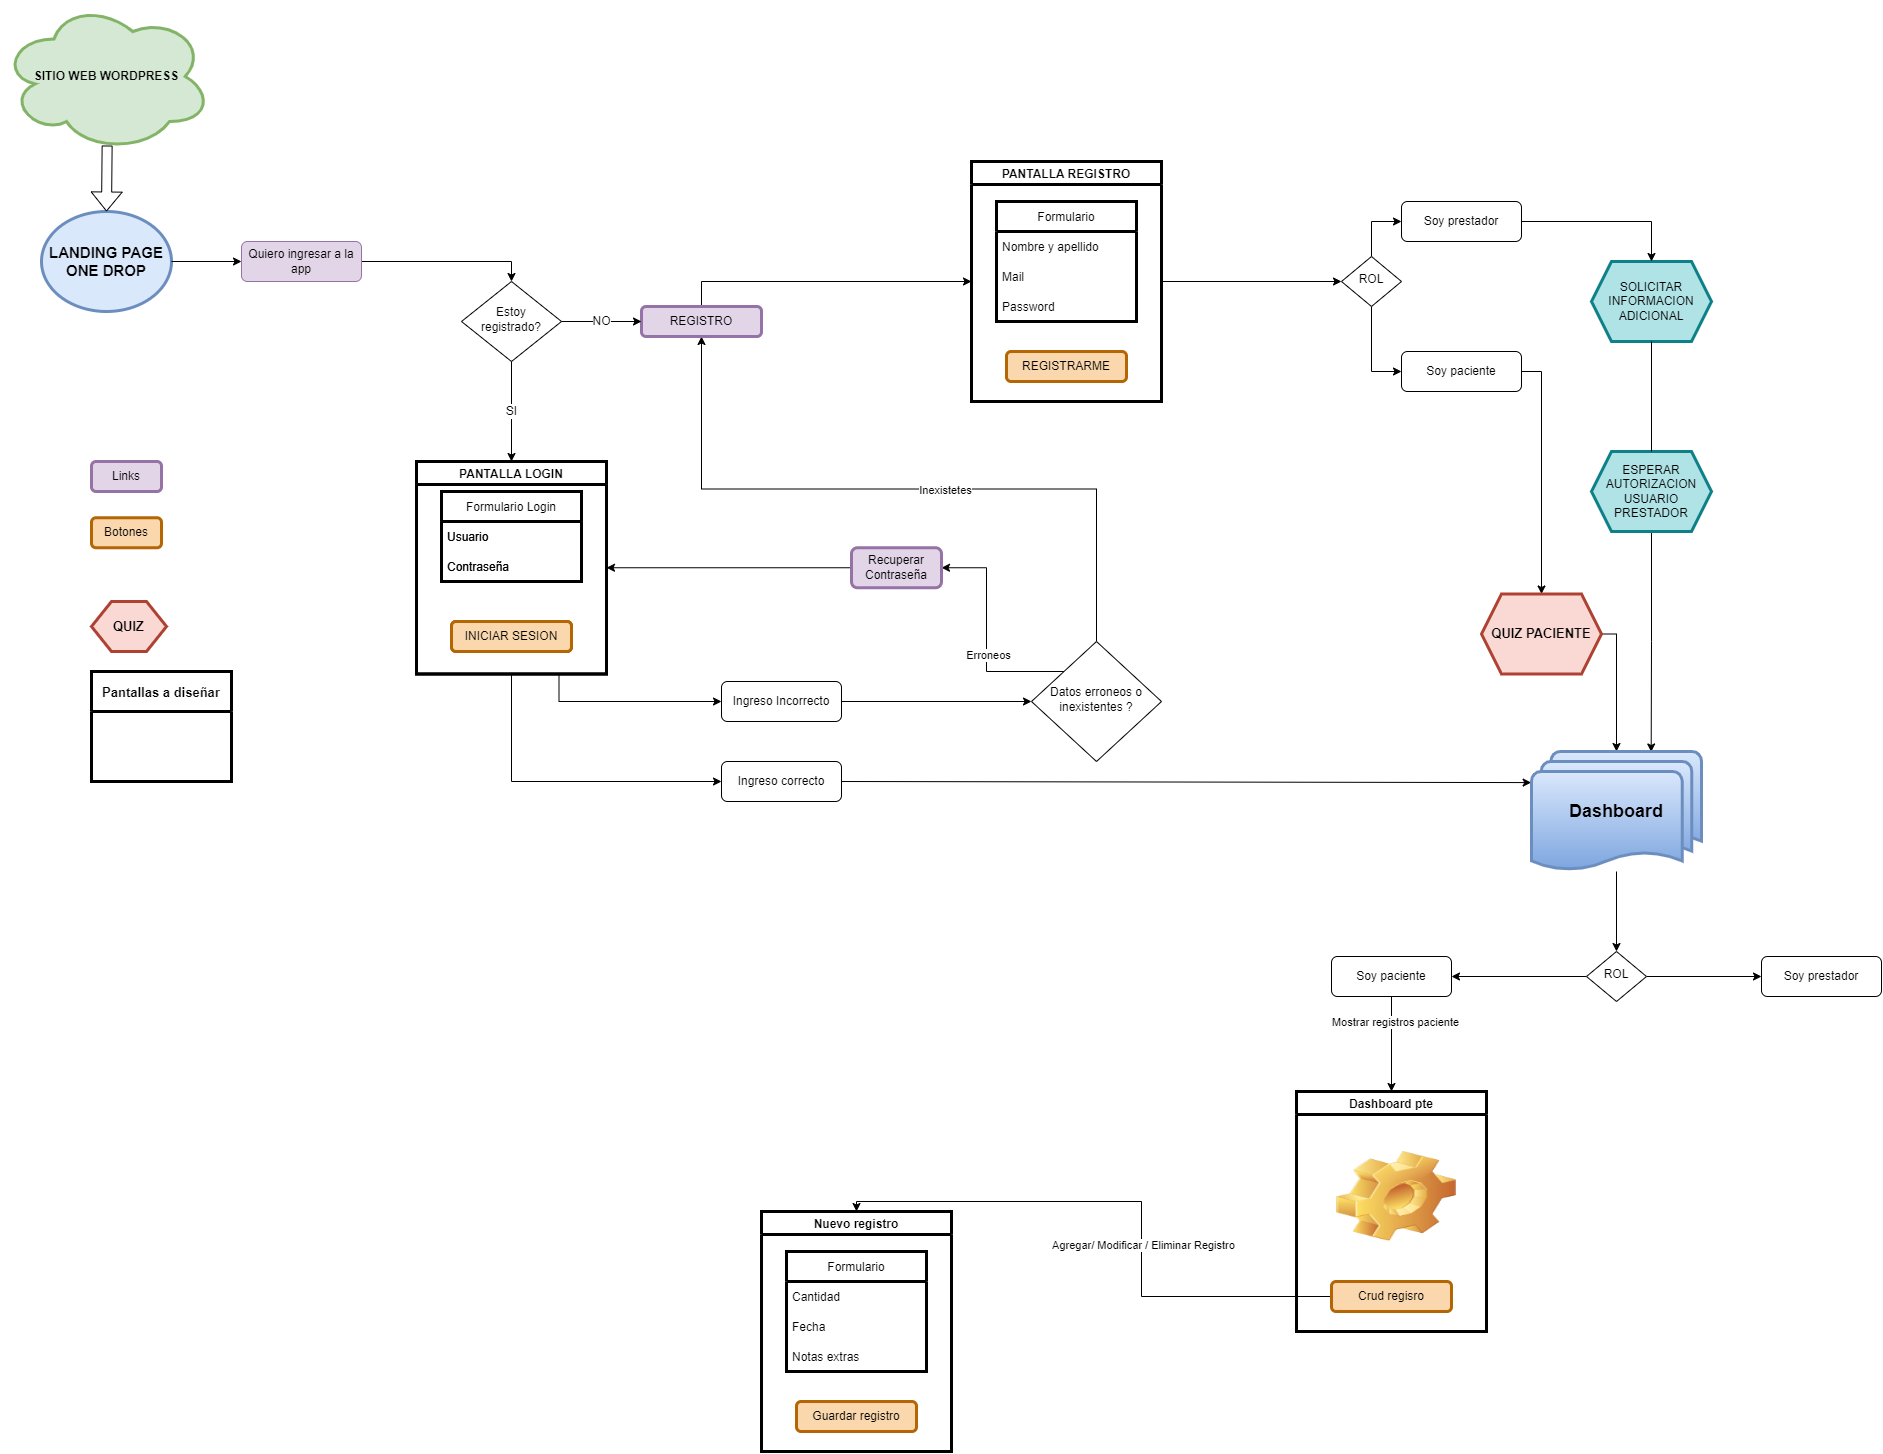 SITIO WEB WORDPRESS
LANDING PAGE
ONE DROP
Quiero ingresar a la
app
Estoy
registrado?
NO
REGISTRO
SI
PANTALLA REGISTRO
Formulario
Nombre y apellido
Mail
Password
REGISTRARME
ROL
Soy prestador
Soy paciente
SOLICITAR
INFORMACION
ADICIONAL
ESPERAR
AUTORIZACION
USUARIO
PRESTADOR
QUIZ PACIENTE
Links
Botones
QUIZ
Pantallas a diseñar
PANTALLA LOGIN
Formulario Login
Usuario
Contraseña
INICIAR SESION
Inexistetes
Recuperar
Contraseña
Erroneos
Ingreso Incorrecto
Datos erroneos o
inexistentes ?
Ingreso correcto
Dashboard
ROL
Soy paciente
Soy prestador
Mostrar registros paciente
Dashboard pte
Crud regisro
Agregar/ Modificar / Eliminar Registro
Nuevo registro
Formulario
Cantidad
Fecha
Notas extras
Guardar registro